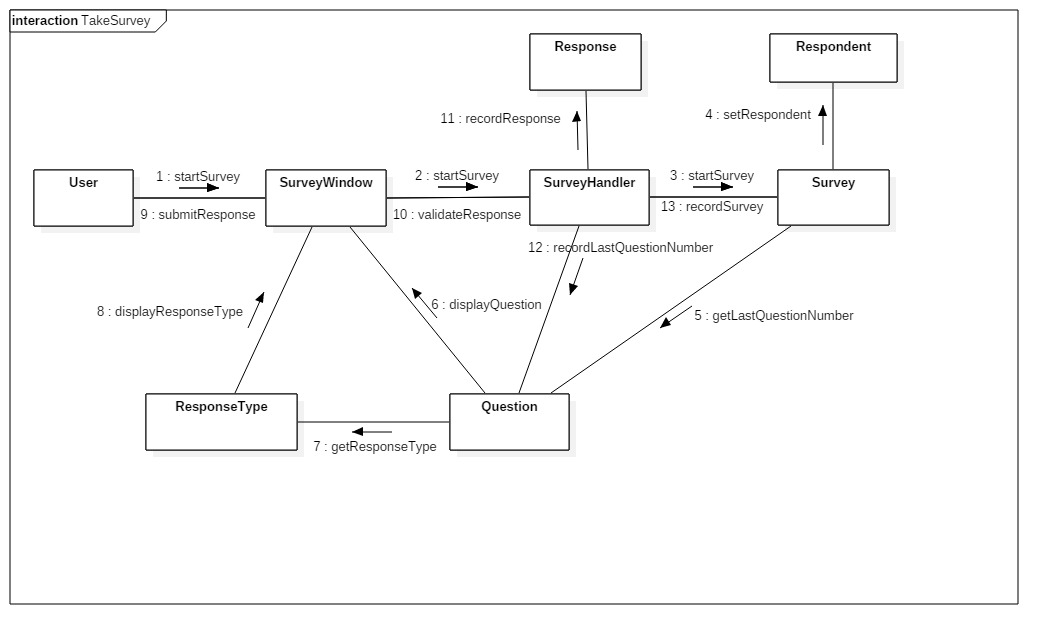 interaction TakeSurvey
Response
Respondent
11 : recordResponse
4 : setRespondent
User
1 : startSurvey
SurveyWindow
2 : startSurvey
SurveyHandler
3 : startSurvey
Survey
9 : submitResponse
10 : validateResponse
13 : recordSurvey
12 : recordLastQuestionNumber
8 : displayResponseType
6 : displayQuestion
5 : getLastQuestionNumber
ResponseType
Question
7 : getResponseType